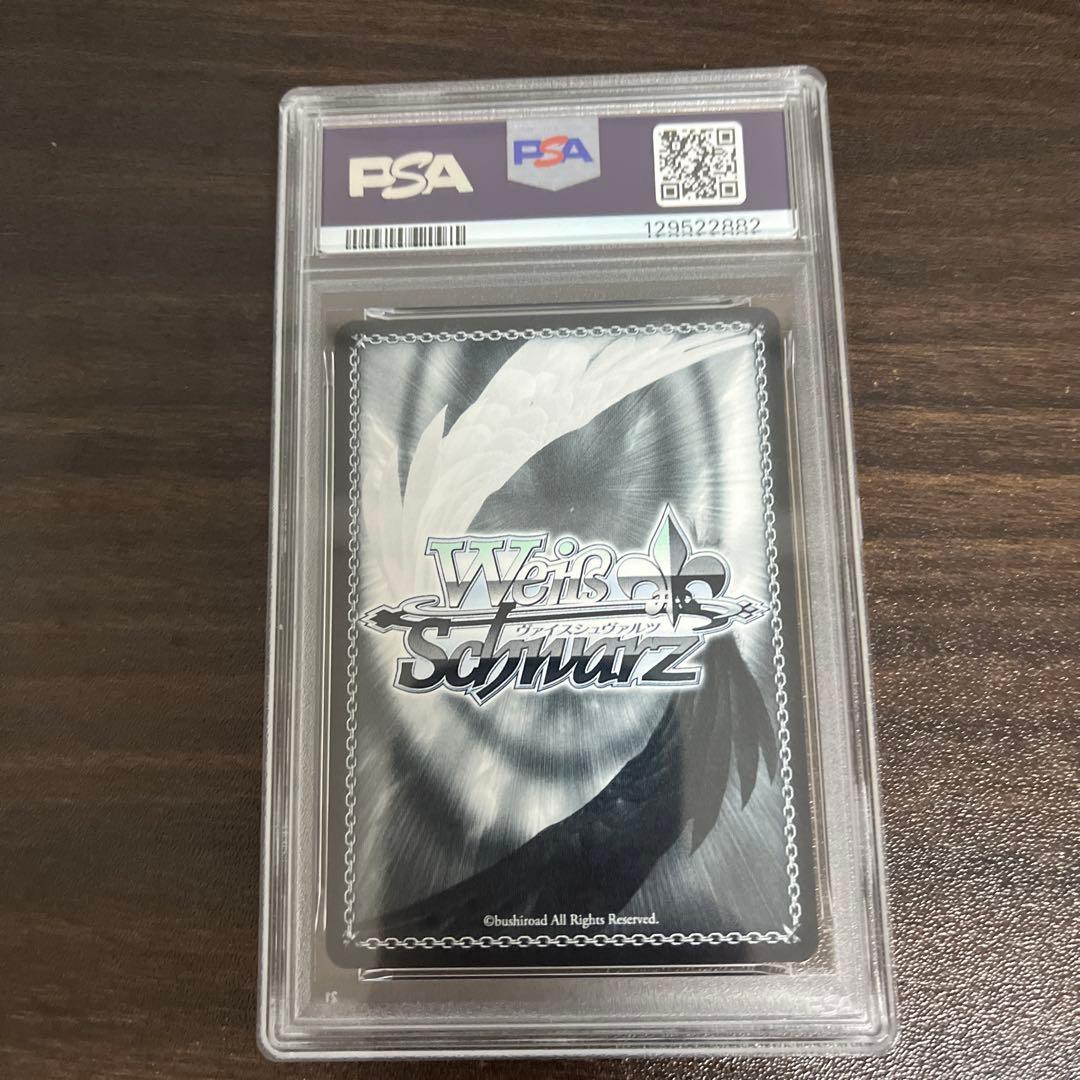 PSA
PSA
129522882
Weiß
ヴァイスシュヴァルツ
Schwarz
©bushiroad All Rights Reserved.